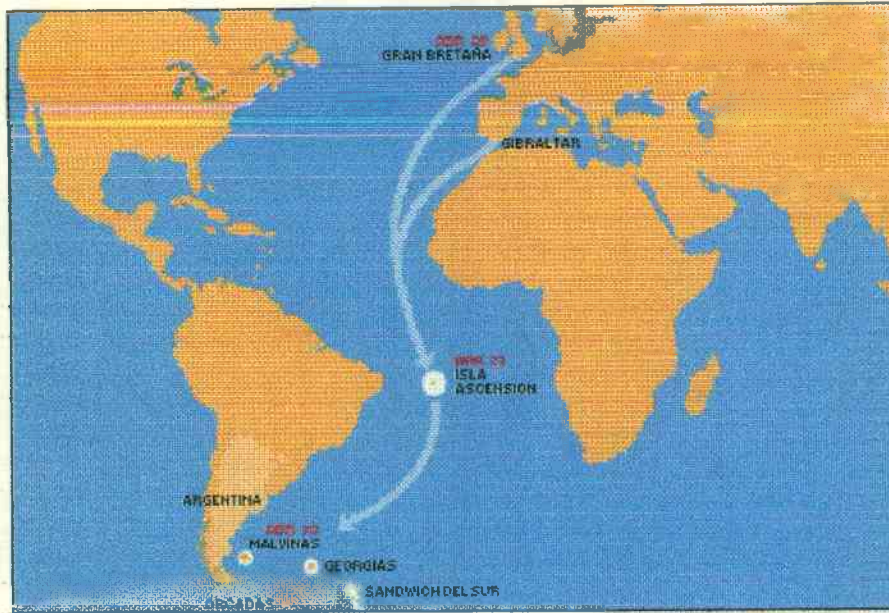 GRAN BRETAÑA
GIBRALTAR
ISLA
ASCENSION
ARGENTINA
MALVINAS
GEORGIAS
SANDWICH DEL SUR